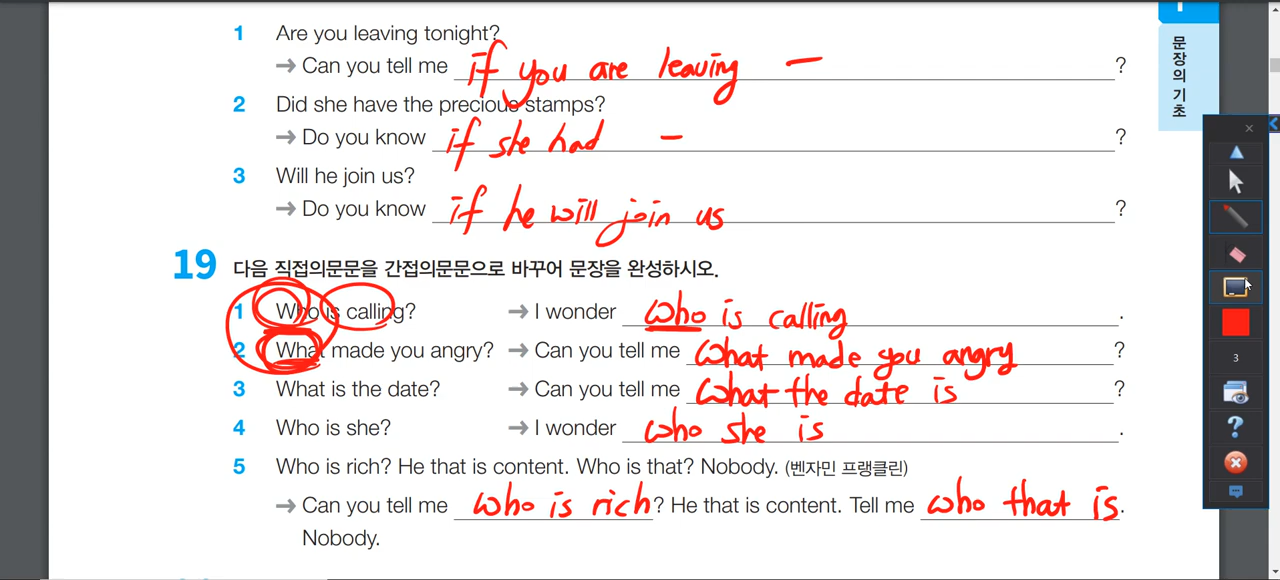 1 Are you leaving tonight?
→ Can you tell me if you are leaving — ?
2 Did she have the precious stamps?
→ Do you know if she had — ?
3 Will he join us?
→ Do you know if he will join us ?
문장의 기초
19 다음 직접의문문을 간접의문문으로 바꾸어 문장을 완성하시오.
1 Who is calling? → I wonder who is calling .
2 What made you angry? → Can you tell me what made you angry ?
3 What is the date? → Can you tell me what the date is ?
4 Who is she? → I wonder who she is .
5 Who is rich? He that is content. Who is that? Nobody. (벤자민 프랭클린)
→ Can you tell me who is rich ? He that is content. Tell me who that is .
Nobody.
3